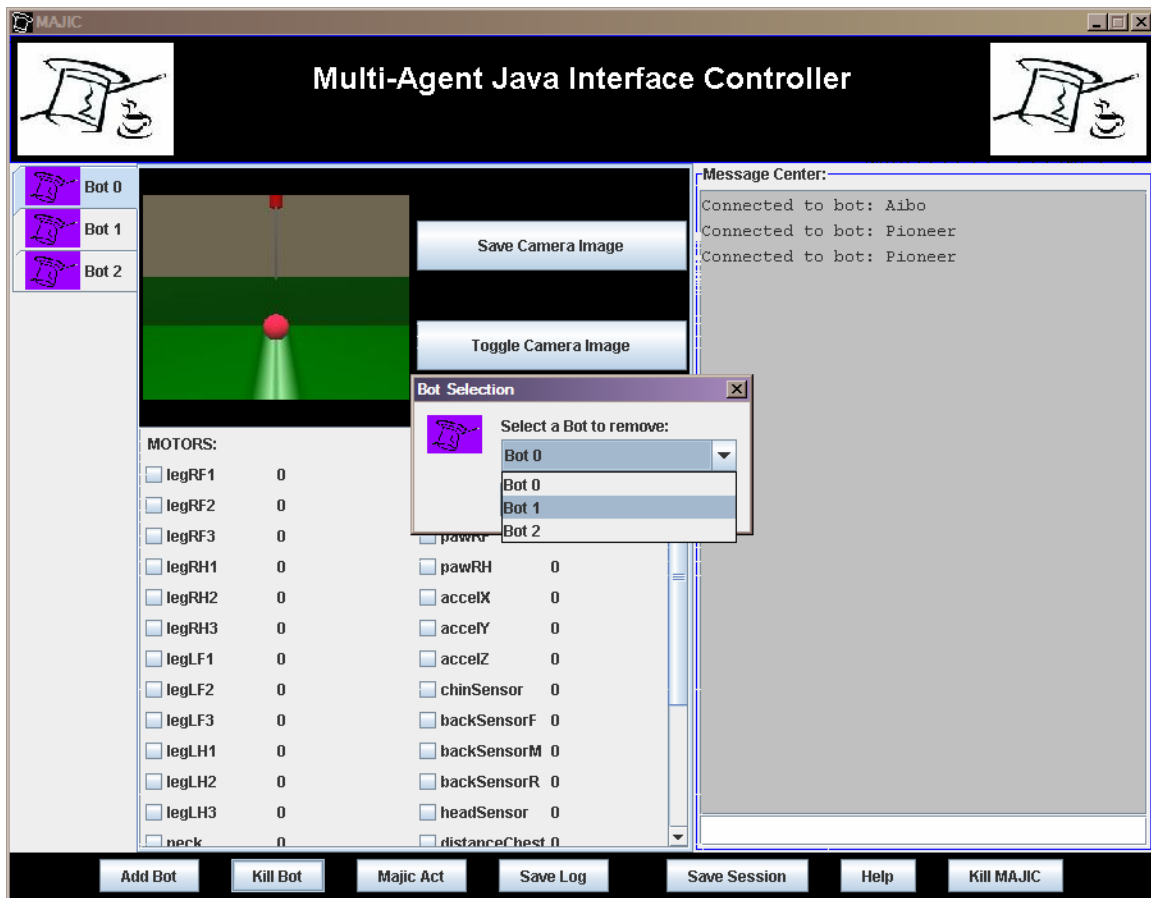 MAJIC
Multi-Agent Java Interface Controller
Bot 0
Bot 1
Bot 2
Save Camera Image
Toggle Camera Image
Message Center:
Connected to bot: Aibo
Connected to bot: Pioneer
Connected to bot: Pioneer
Bot Selection
Select a Bot to remove:
Bot 0
Bot 0
Bot 1
Bot 2
MOTORS:
legRF1 0
legRF2 0
legRF3 0 pawRF
legRH1 0 pawRH 0
legRH2 0 accelX 0
legRH3 0 accelY 0
legLF1 0 accelZ 0
legLF2 0 chinSensor 0
legLF3 0 backSensorF 0
legLH1 0 backSensorM 0
legLH2 0 backSensorR 0
legLH3 0 headSensor 0
neck 0 distanceChest 0
Add Bot Kill Bot Majic Act Save Log Save Session Help Kill MAJIC